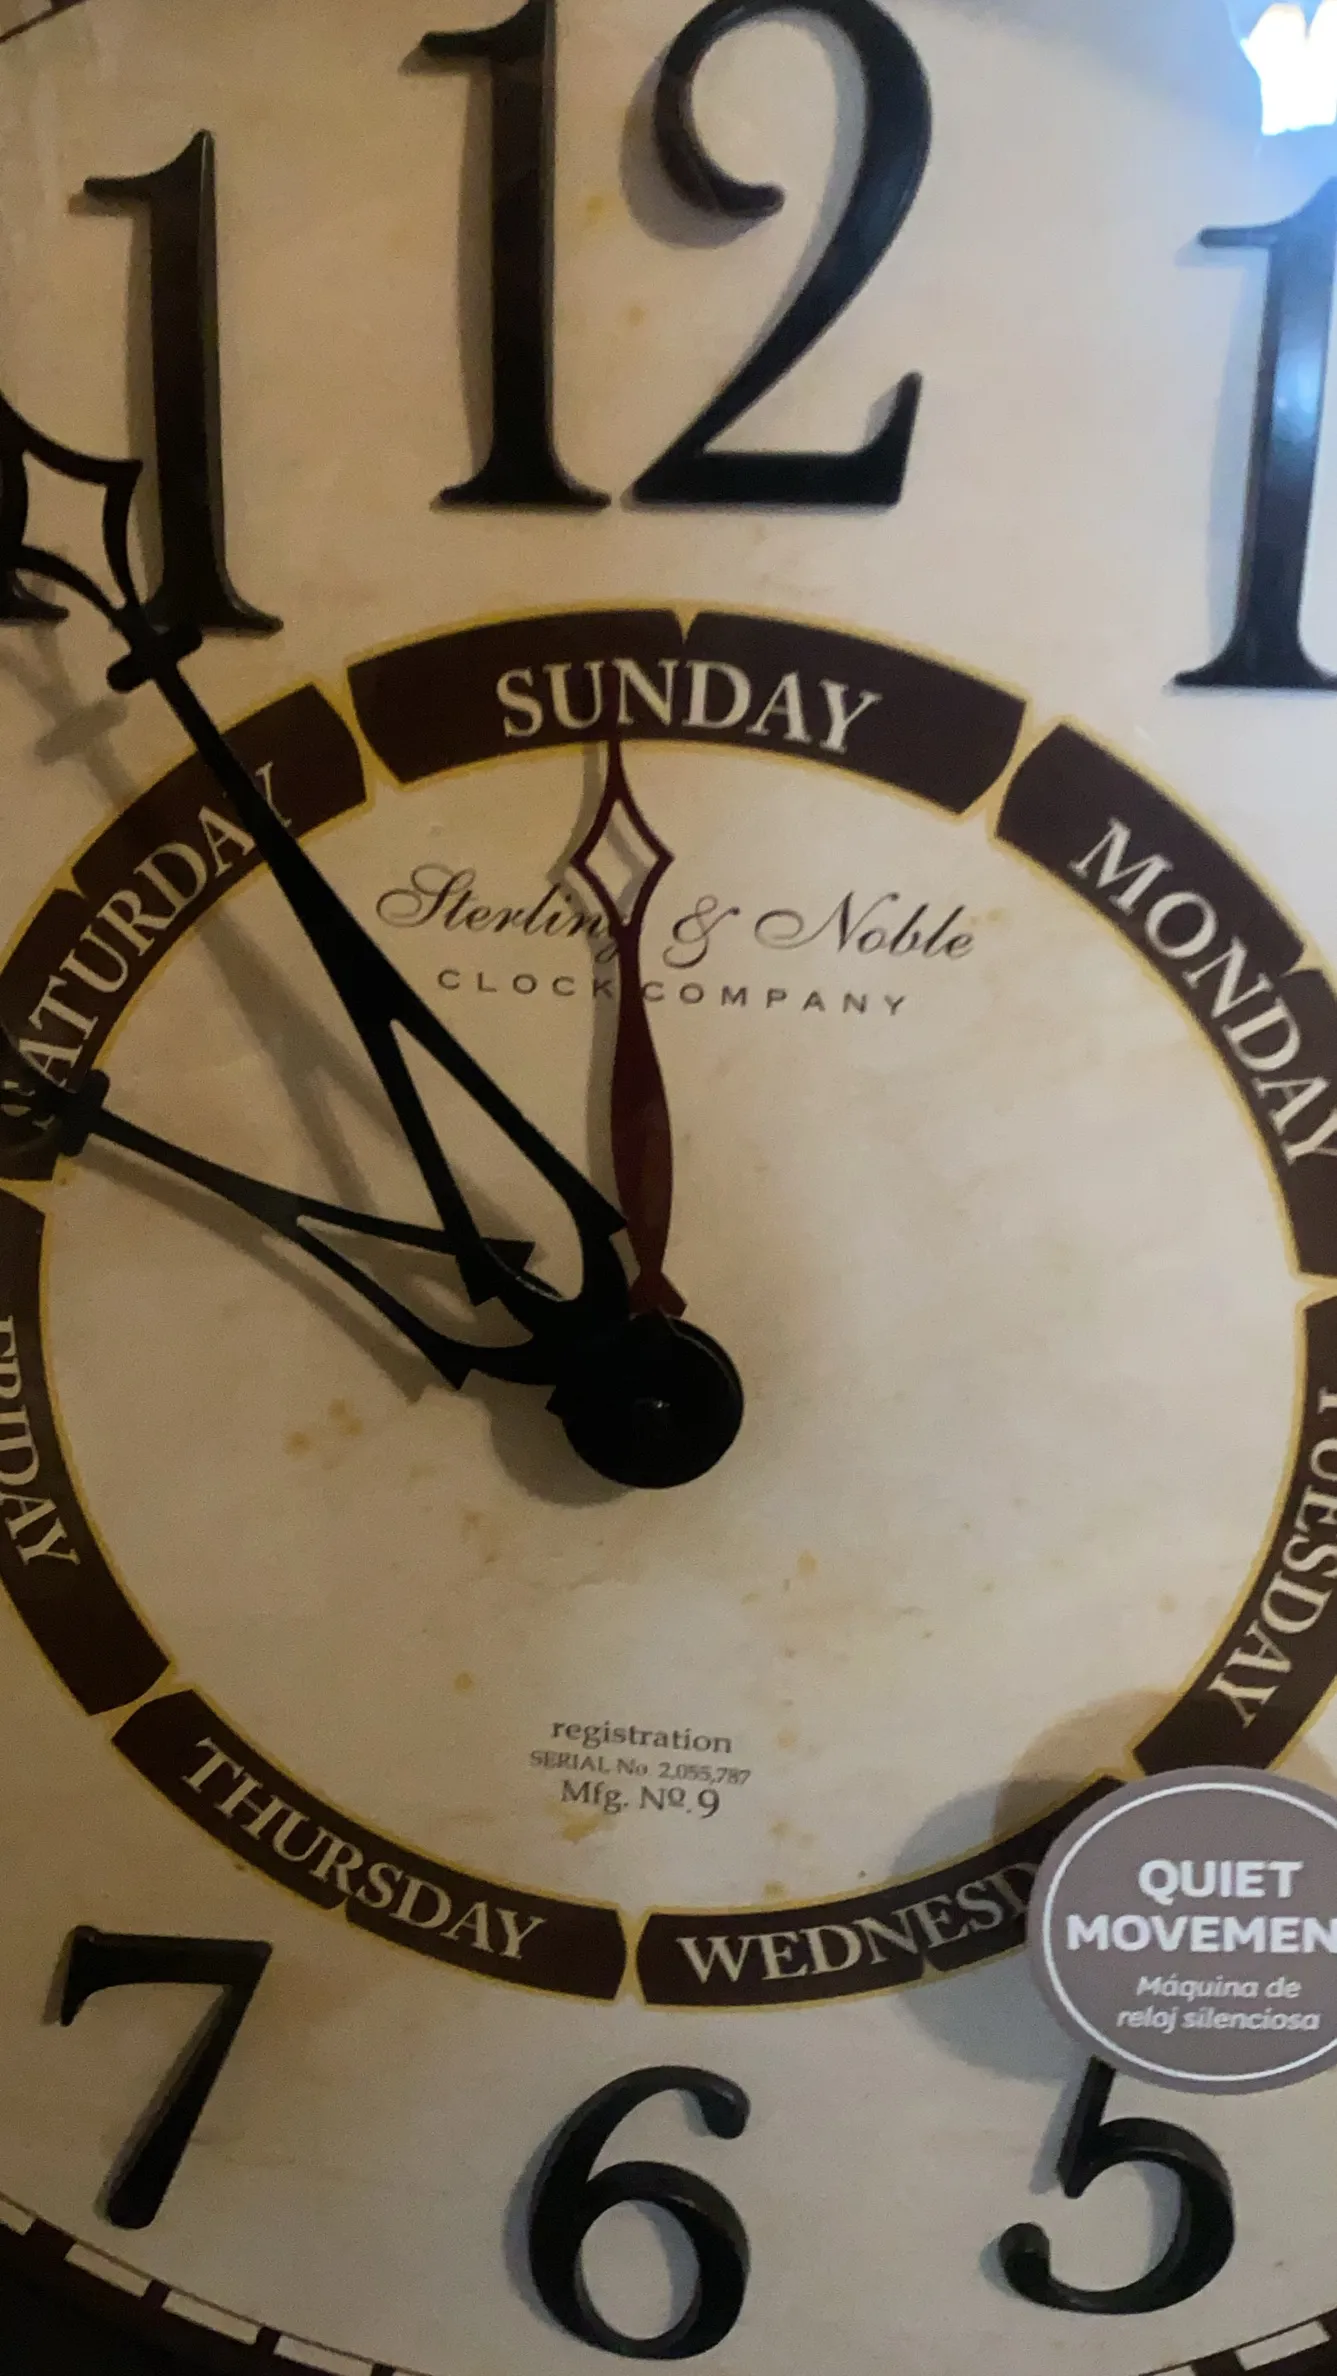 12
11
1
SUNDAY
SATURDAY
MONDAY
Sterling & Noble
CLOCK COMPANY
FRIDAY
TUESDAY
registration
SERIAL No 2,055,787
Mfg. Nº. 9
THURSDAY
WEDNESD
QUIET
MOVEMEN
Máquina de
reloj silenciosa
7
6
5